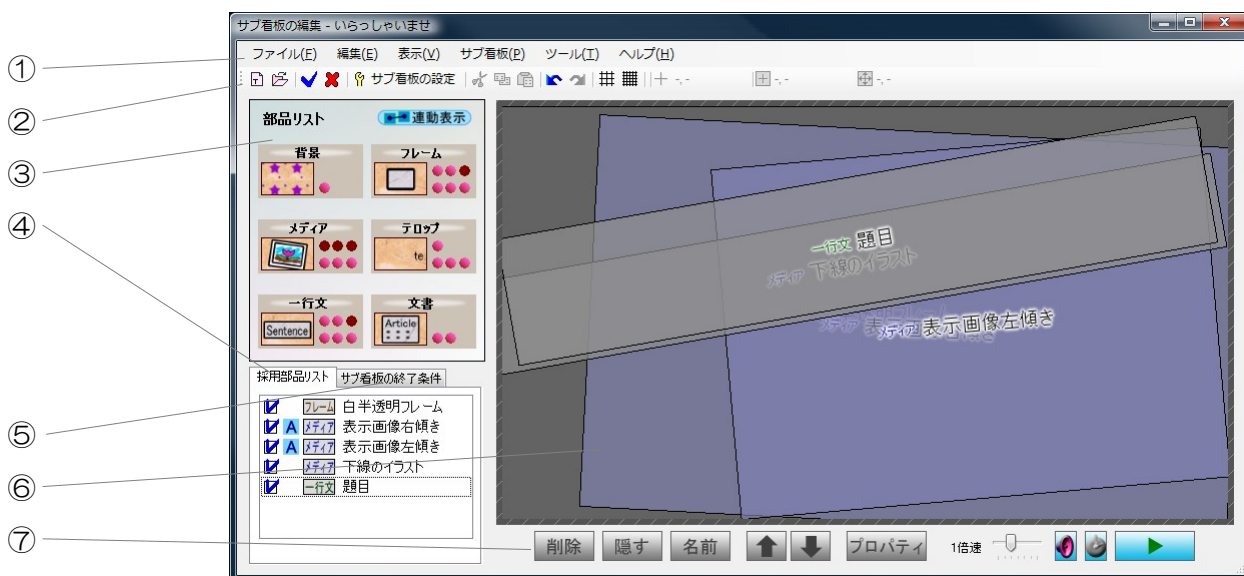 サブ看板の編集 - いらっしゃいませ
ファイル(F) 編集(E) 表示(V) サブ看板(P) ツール(T) ヘルプ(H)
①
サブ看板の設定 -,- -,- -,-
②
部品リスト 連動表示
③
背景 フレーム
④
メディア テロップ
te
一行文 文書
Sentence Article
採用部品リスト サブ看板の終了条件
フレーム 白半透明フレーム
A メディア 表示画像右傾き
⑤
A メディア 表示画像左傾き
メディア 下線のイラスト
⑥
一行文 題目
一行文 題目
メディア 下線のイラスト
メディア 表示画像左傾き
⑦
削除 隠す 名前 プロパティ 1倍速